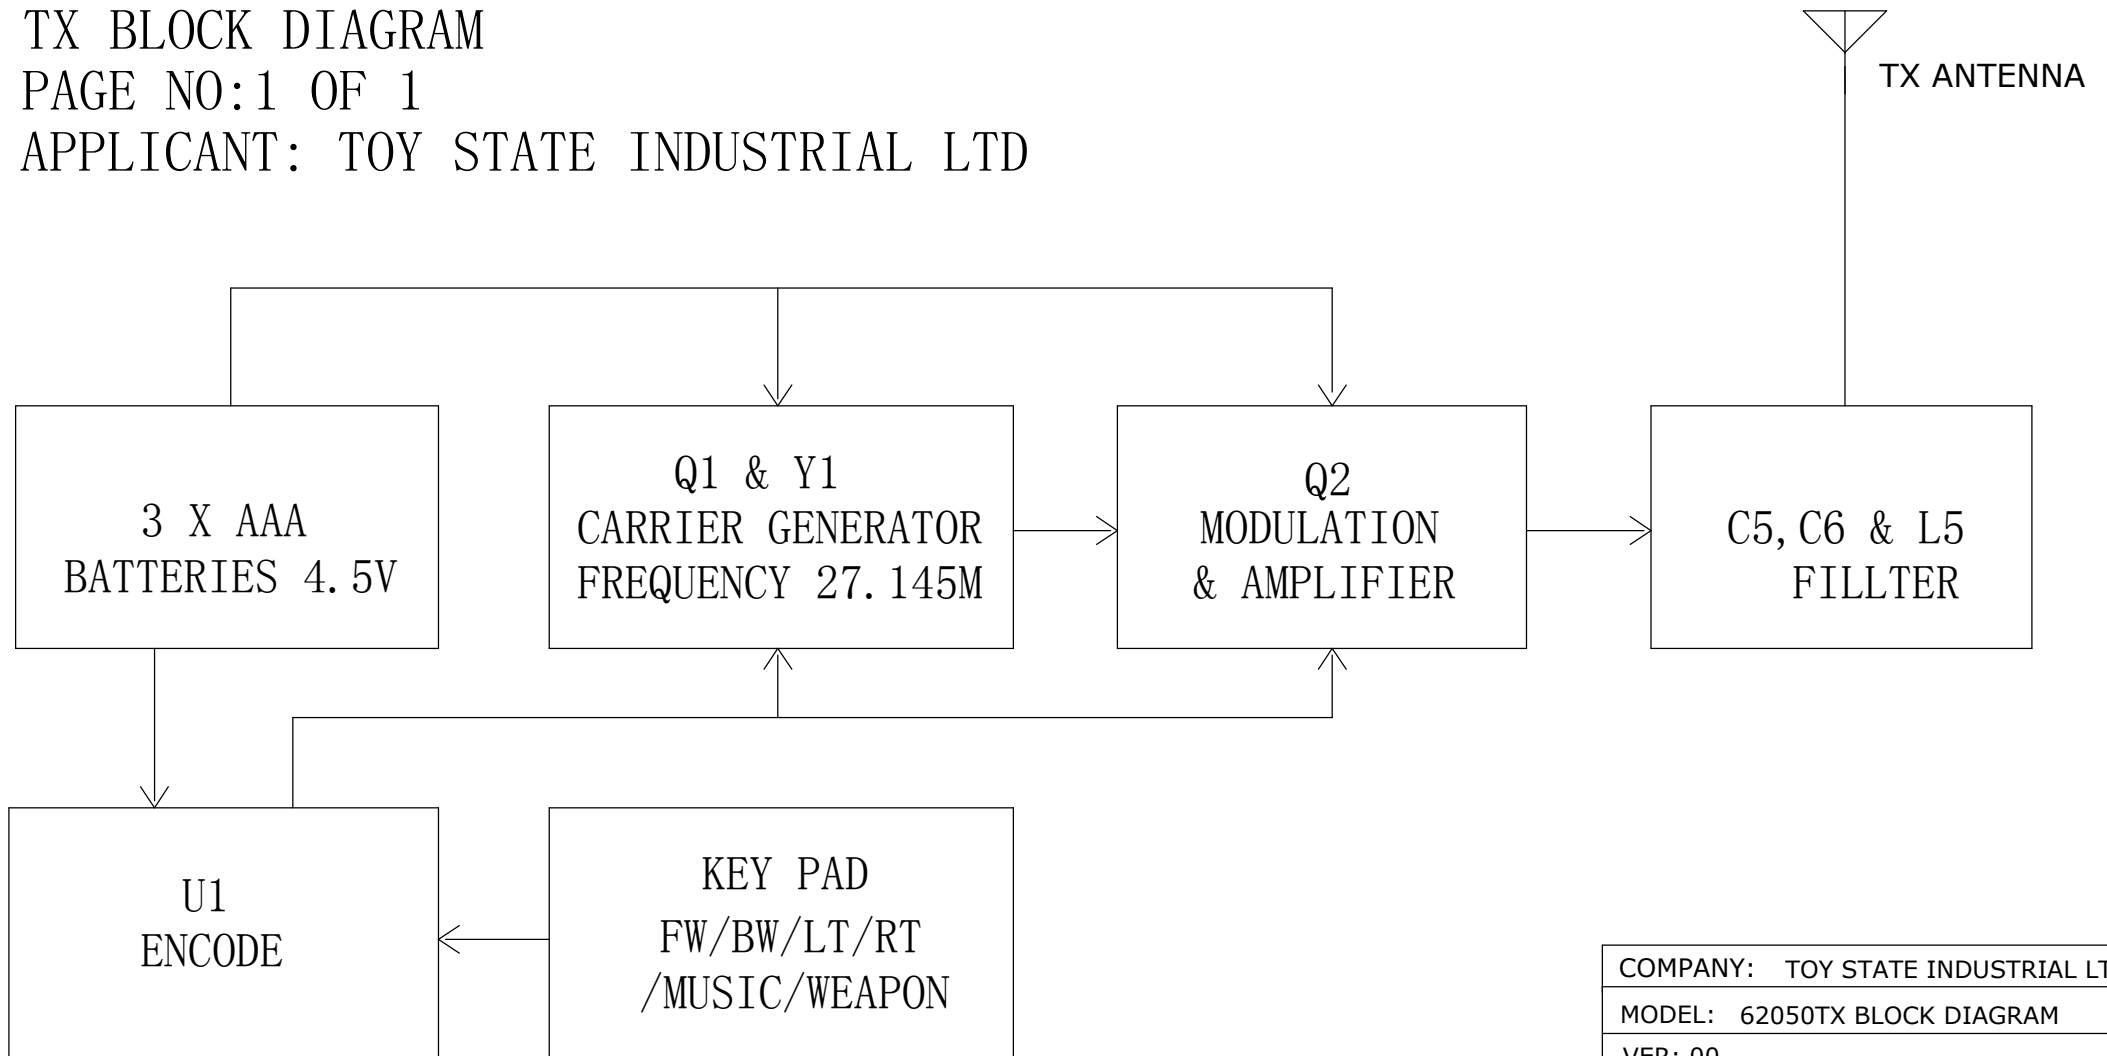 TX BLOCK DIAGRAM
PAGE NO:1 OF 1
APPLICANT: TOY STATE INDUSTRIAL LTD
TX ANTENNA
3 X AAA
BATTERIES 4.5V
Q1 & Y1
CARRIER GENERATOR
FREQUENCY 27.145M
Q2
MODULATION
& AMPLIFIER
C5,C6 & L5
FILLTER
U1
ENCODE
KEY PAD
FW/BW/LT/RT
/MUSIC/WEAPON
COMPANY: TOY STATE INDUSTRIAL LT
MODEL: 62050TX BLOCK DIAGRAM
VER: 00